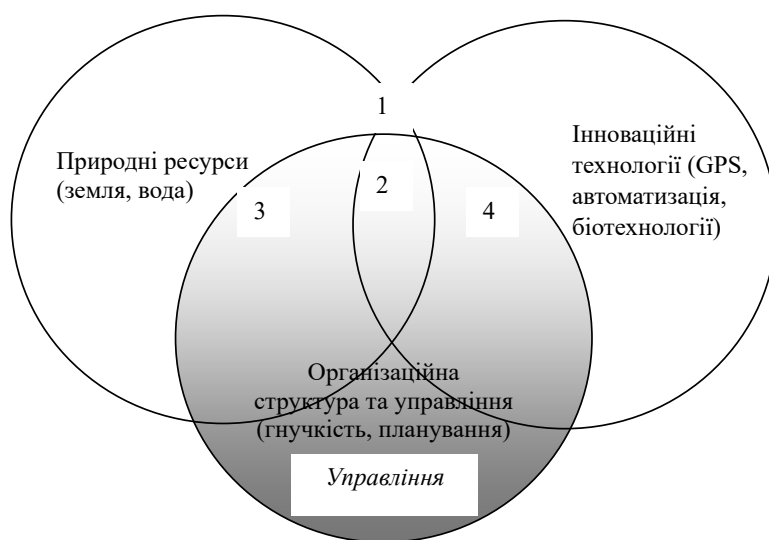 1
Природні ресурси
(земля, вода)
Інноваційні
технології (GPS,
автоматизація,
біотехнології)
2
3
4
Організаційна
структура та управління
(гнучкість, планування)
Управління